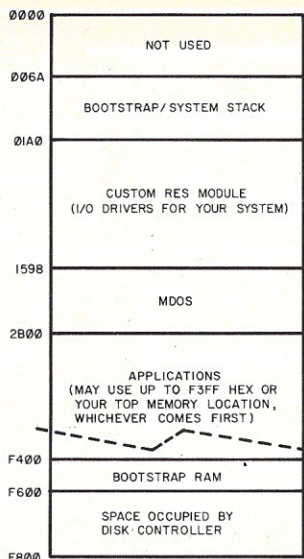 0000
NOT USED
006A
BOOTSTRAP/SYSTEM STACK
01A0
CUSTOM RES MODULE
(I/O DRIVERS FOR YOUR SYSTEM)
1598
MDOS
2B00
APPLICATIONS
(MAY USE UP TO F3FF HEX OR
YOUR TOP MEMORY LOCATION,
WHICHEVER COMES FIRST)
F400
BOOTSTRAP RAM
F600
SPACE OCCUPIED BY
DISK CONTROLLER
F800